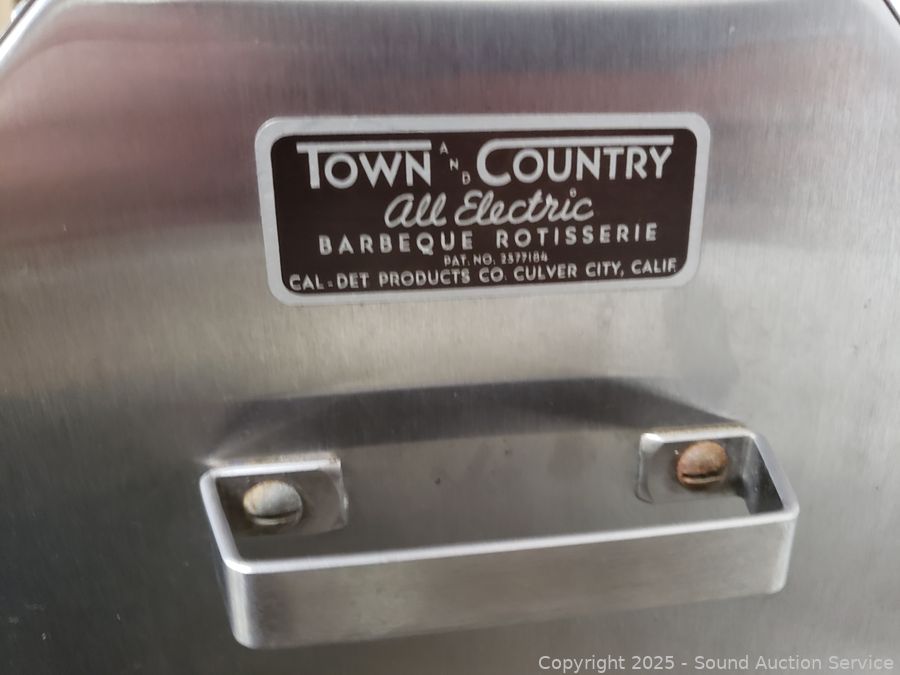 TOWN AND COUNTRY
All Electric®
BARBEQUE ROTISSERIE
PAT. NO. 2577184
CAL-DET PRODUCTS CO. CULVER CITY, CALIF.
Copyright © 2025 - Sound Auction Service